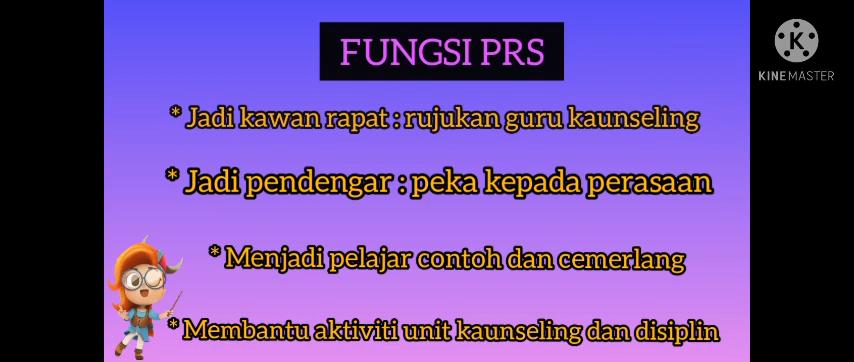 FUNGSI PRS
KINEMASTER
* Jadi kawan rapat : rujukan guru kaunseling
* Jadi pendengar : peka kepada perasaan
* Menjadi pelajar contoh dan cemerlang
* Membantu aktiviti unit kaunseling dan disiplin